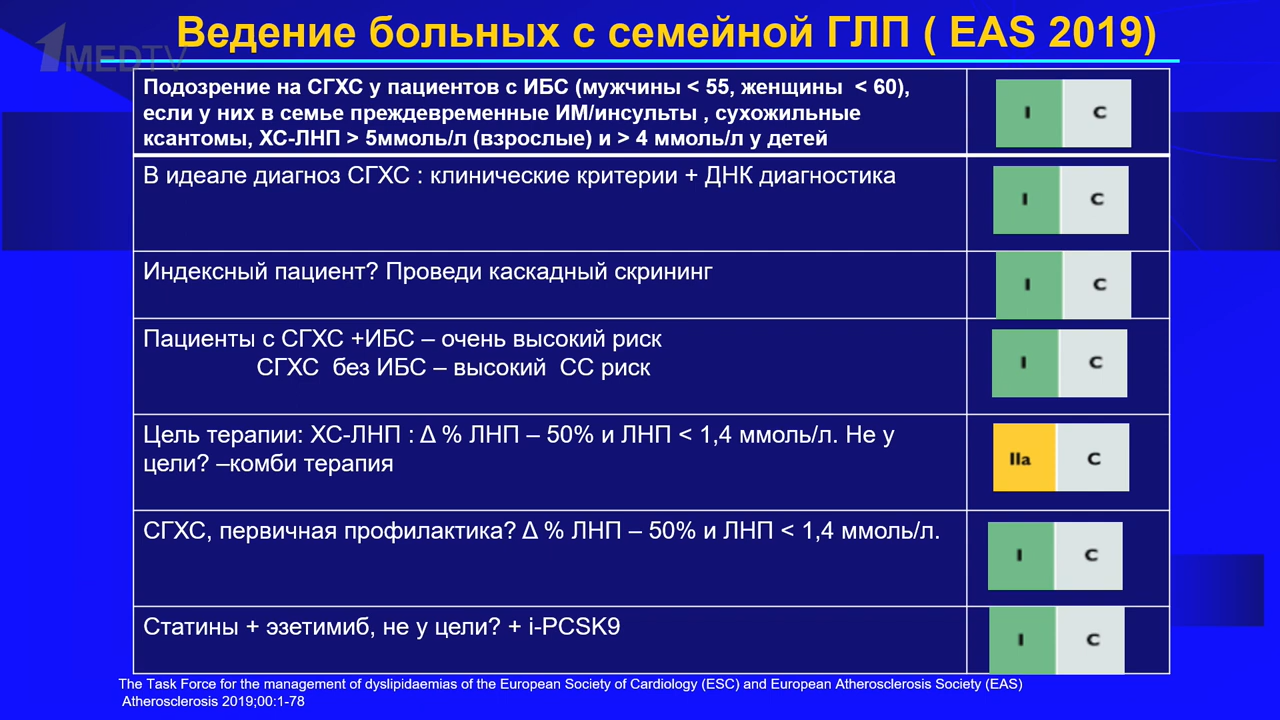 1MEDTV
Ведение больных с семейной ГЛП ( EAS 2019)
Подозрение на СГХС у пациентов с ИБС (мужчины < 55, женщины < 60),
если у них в семье преждевременные ИМ/инсульты , сухожильные
ксантомы, ХС-ЛНП > 5ммоль/л (взрослые) и > 4 ммоль/л у детей
I C
В идеале диагноз СГХС : клинические критерии + ДНК диагностика
I C
Индексный пациент? Проведи каскадный скрининг
I C
Пациенты с СГХС +ИБС – очень высокий риск
СГХС без ИБС – высокий СС риск
I C
Цель терапии: ХС-ЛНП : Δ % ЛНП – 50% и ЛНП < 1,4 ммоль/л. Не у
цели? –комби терапия
IIa C
СГХС, первичная профилактика? Δ % ЛНП – 50% и ЛНП < 1,4 ммоль/л.
I C
Статины + эзетимиб, не у цели? + i-PCSK9
I C
The Task Force for the management of dyslipidaemias of the European Society of Cardiology (ESC) and European Atherosclerosis Society (EAS)
Atherosclerosis 2019;00:1-78